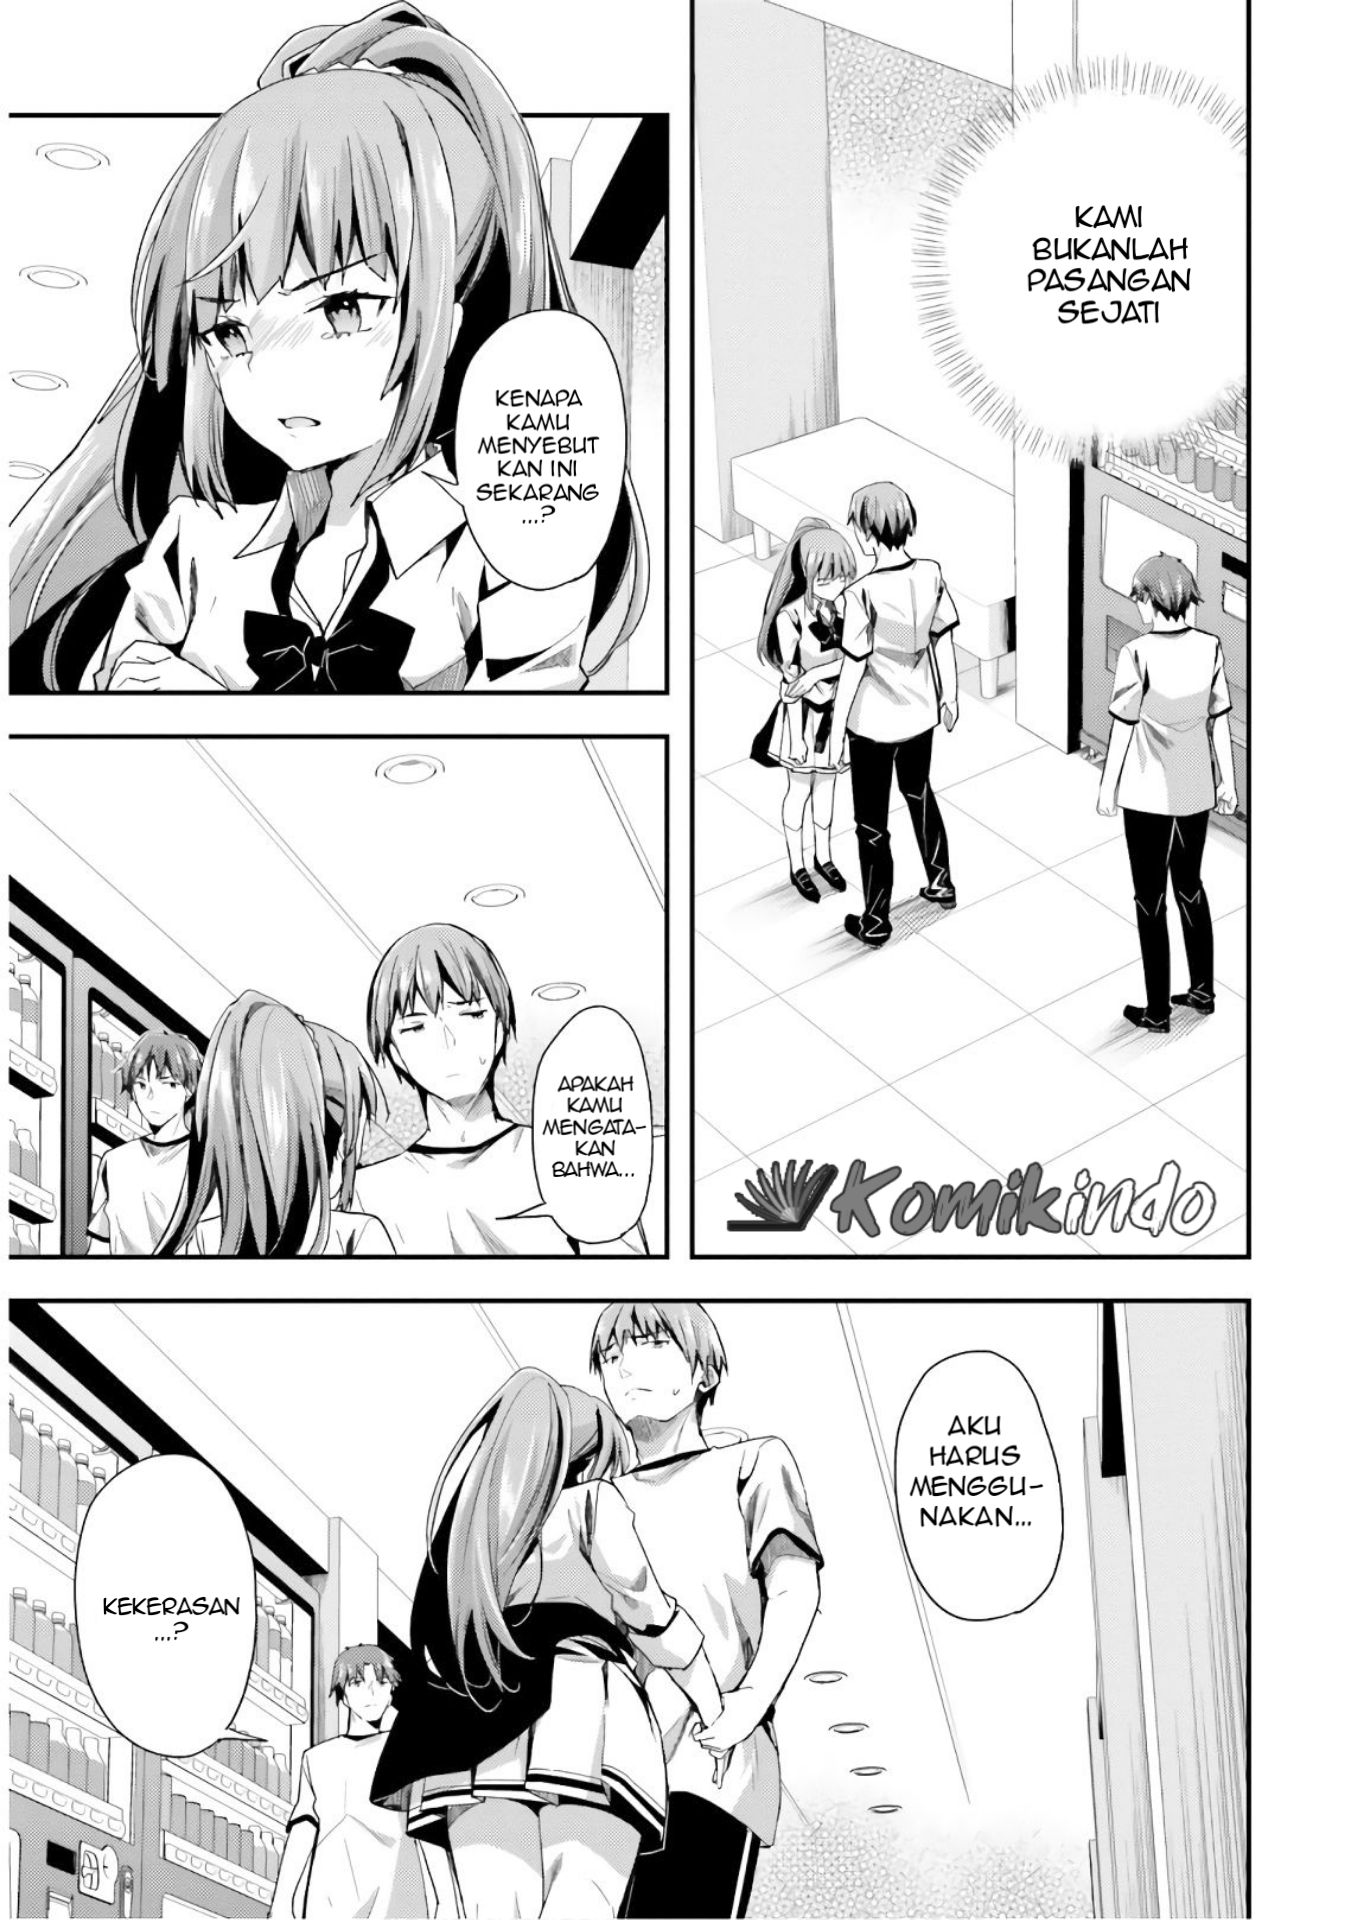 KAMI
BUKANLAH
PASANGAN
SEJATI
KENAPA
KAMU
MENYEBUT
KAN INI
SEKARANG
...?
APAKAH
KAMU
MENGATA-
KAN
BAHWA...
Komikindo
AKU
HARUS
MENGGU-
NAKAN...
KEKERASAN
...?